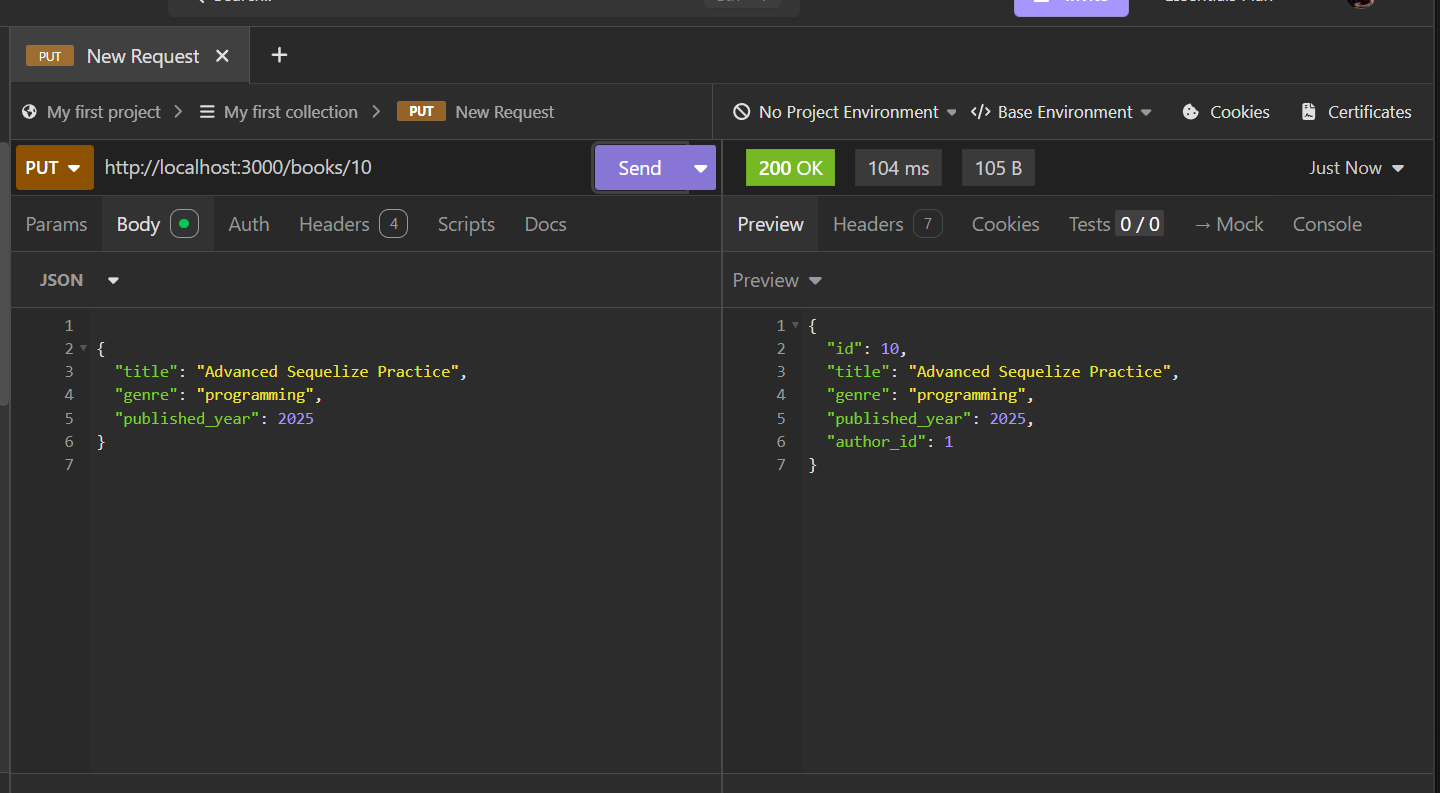 PUT New Request
My first project My first collection PUT New Request No Project Environment Base Environment Cookies Certificates
PUT http://localhost:3000/books/10 Send 200 OK 104 ms 105 B Just Now
Params Body Auth Headers 4 Scripts Docs Preview Headers 7 Cookies Tests 0 / 0 → Mock Console
JSON
1
2 {
3 "title": "Advanced Sequelize Practice",
4 "genre": "programming",
5 "published_year": 2025
6 }
7
Preview
1 {
2 "id": 10,
3 "title": "Advanced Sequelize Practice",
4 "genre": "programming",
5 "published_year": 2025,
6 "author_id": 1
7 }